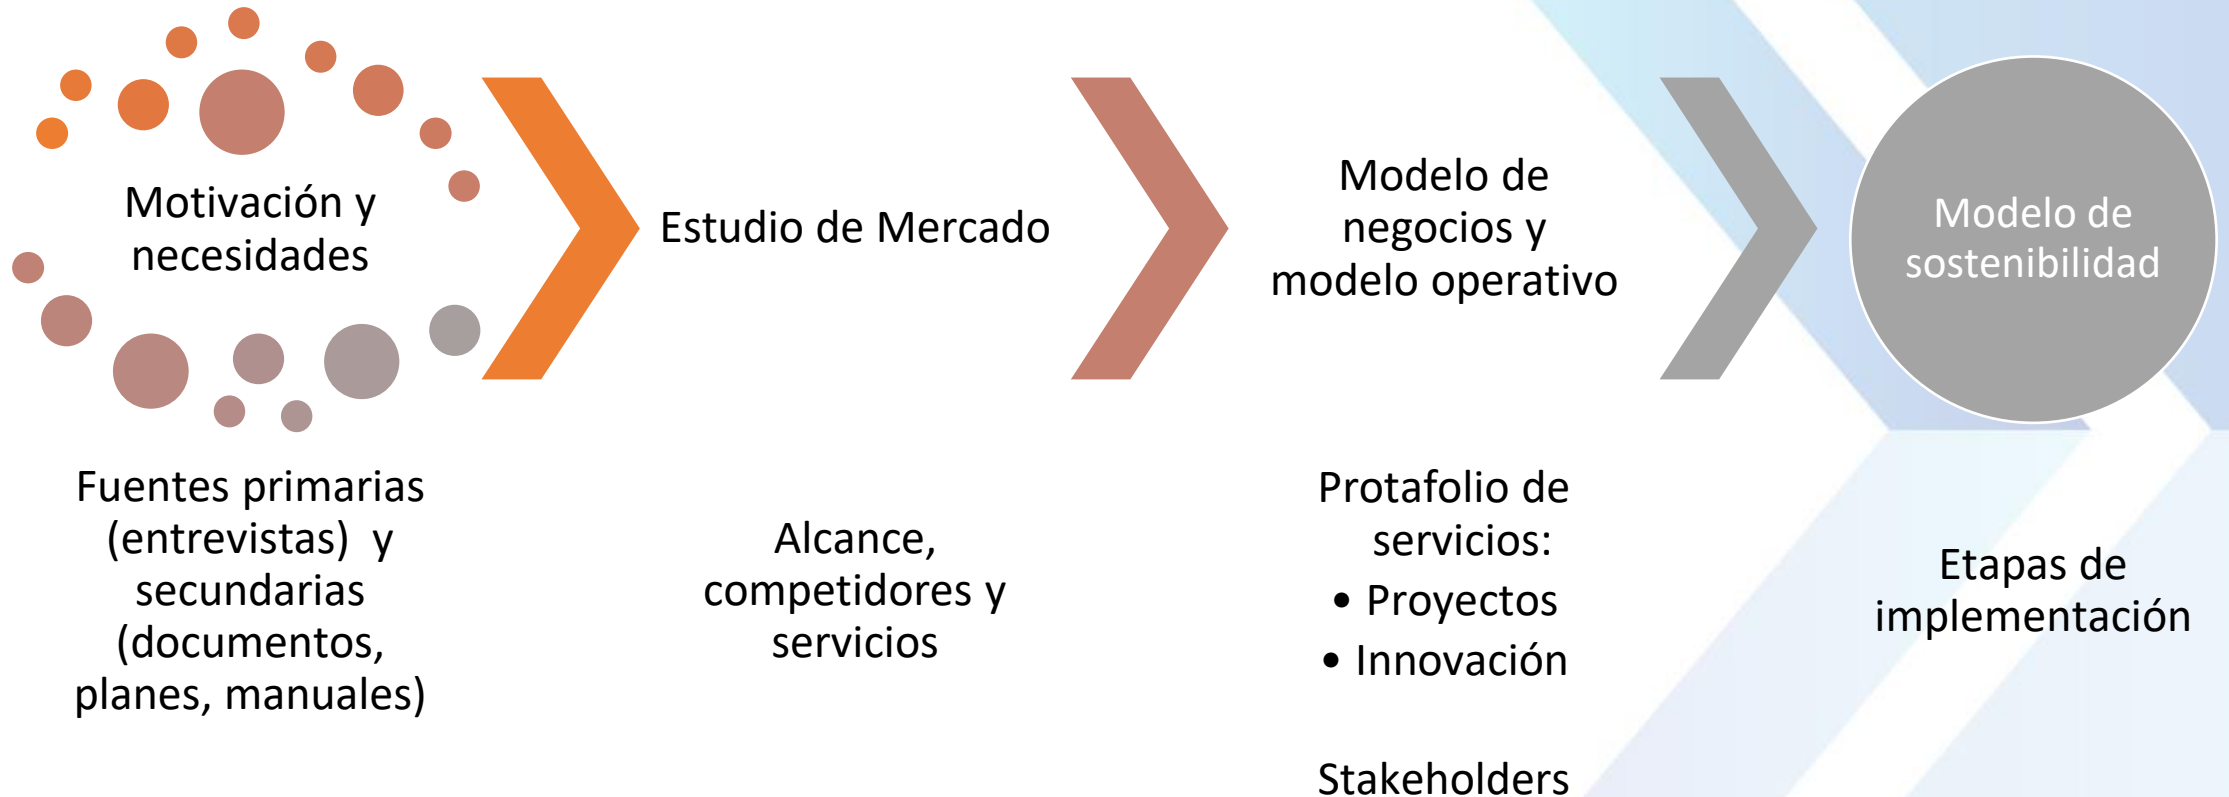 Motivación y
necesidades
Estudio de Mercado
Modelo de
negocios y
modelo operativo
Modelo de
sostenibilidad
Fuentes primarias
(entrevistas) y
secundarias
(documentos,
planes, manuales)
Alcance,
competidores y
servicios
Protafolio de
servicios:
• Proyectos
• Innovación
Stakeholders
Etapas de
implementación